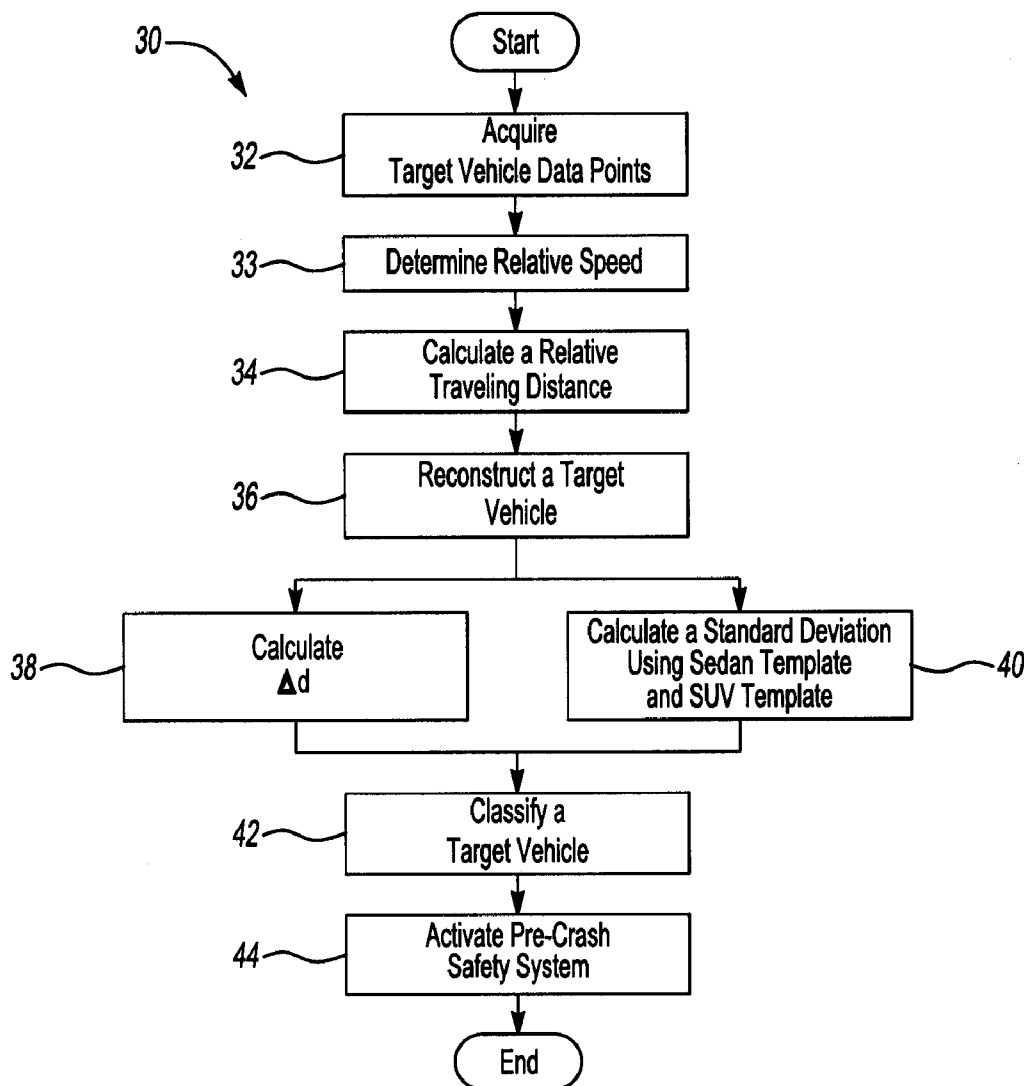 30
Start
32
Acquire
Target Vehicle Data Points
33
Determine Relative Speed
34
Calculate a Relative
Traveling Distance
36
Reconstruct a Target
Vehicle
38
Calculate
Δd
Calculate a Standard Deviation
Using Sedan Template
and SUV Template
40
42
Classify a
Target Vehicle
44
Activate Pre-Crash
Safety System
End